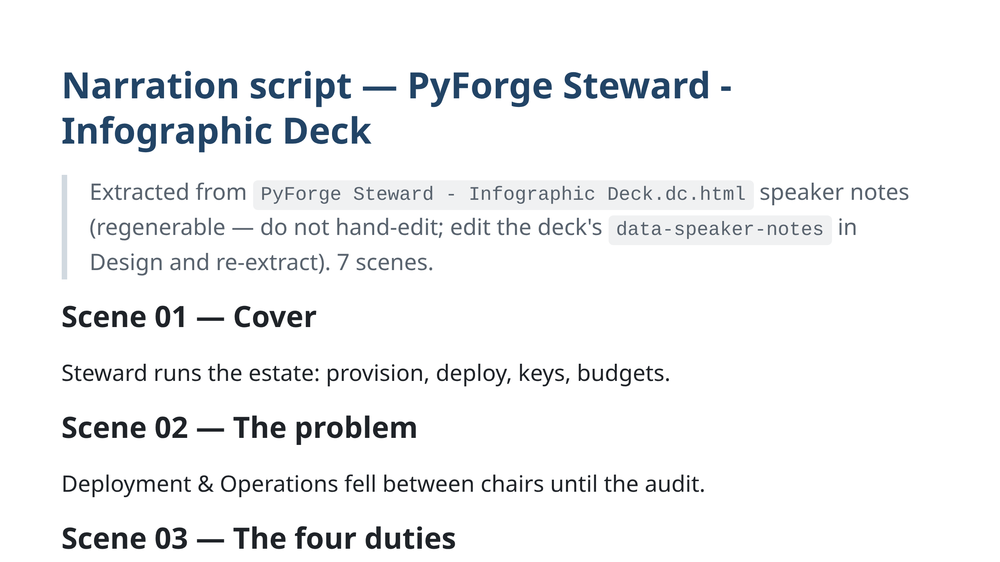 Narration script — PyForge Steward -
Infographic Deck
Extracted from PyForge Steward - Infographic Deck.dc.html speaker notes
(regenerable — do not hand-edit; edit the deck's data-speaker-notes in
Design and re-extract). 7 scenes.
Scene 01 — Cover
Steward runs the estate: provision, deploy, keys, budgets.
Scene 02 — The problem
Deployment & Operations fell between chairs until the audit.
Scene 03 — The four duties